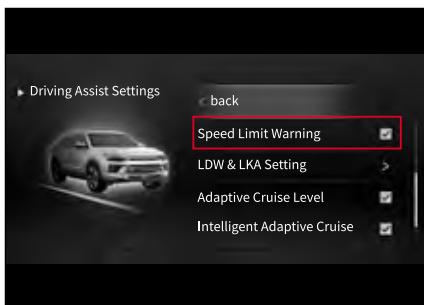 Driving Assist Settings
back
Speed Limit Warning
LDW & LKA Setting
Adaptive Cruise Level
Intelligent Adaptive Cruise